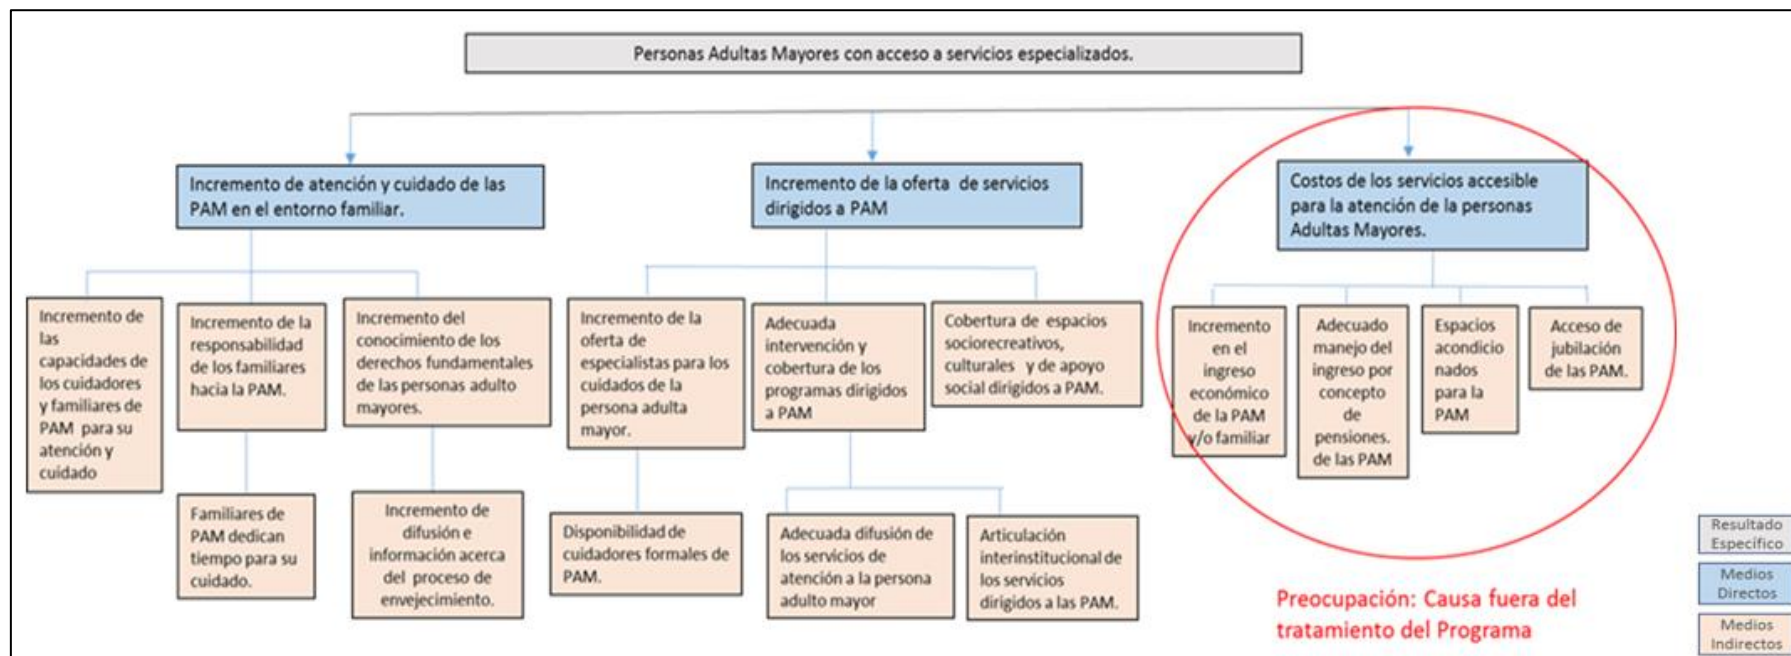 Personas Adultas Mayores con acceso a servicios especializados.
Incremento de atención y cuidado de las
PAM en el entorno familiar.
Incremento de la oferta de servicios
dirigidos a PAM
Costos de los servicios accesible
para la atención de la personas
Adultas Mayores.
Incremento de
las
capacidades de
los cuidadores
y familiares de
PAM para su
atención y
cuidado
Incremento de la
responsabilidad
de los familiares
hacia la PAM.
Incremento del
conocimiento de los
derechos fundamentales
de las personas adulto
mayores.
Incremento de la
oferta de
especialistas para los
cuidados de la
persona adulta
mayor.
Adecuada
intervención y
cobertura de los
programas dirigidos
a PAM
Cobertura de espacios
sociorecreativos,
culturales y de apoyo
social dirigidos a PAM.
Incremento
en el
ingreso
económico
de la PAM
y/o familiar
Adecuado
manejo del
ingreso por
concepto
de
pensiones.
de las PAM
Espacios
acondicio
nados
para la
PAM
Acceso de
jubilación
de las PAM.
Familiares de
PAM dedican
tiempo para su
cuidado.
Incremento de
difusión e
información acerca
del proceso de
envejecimiento.
Disponibilidad de
cuidadores formales de
PAM.
Adecuada difusión de
los servicios de
atención a la persona
adulto mayor
Articulación
interinstitucional de
los servicios
dirigidos a las PAM.
Preocupación: Causa fuera del
tratamiento del Programa
Resultado
Específico
Medios
Directos
Medios
Indirectos